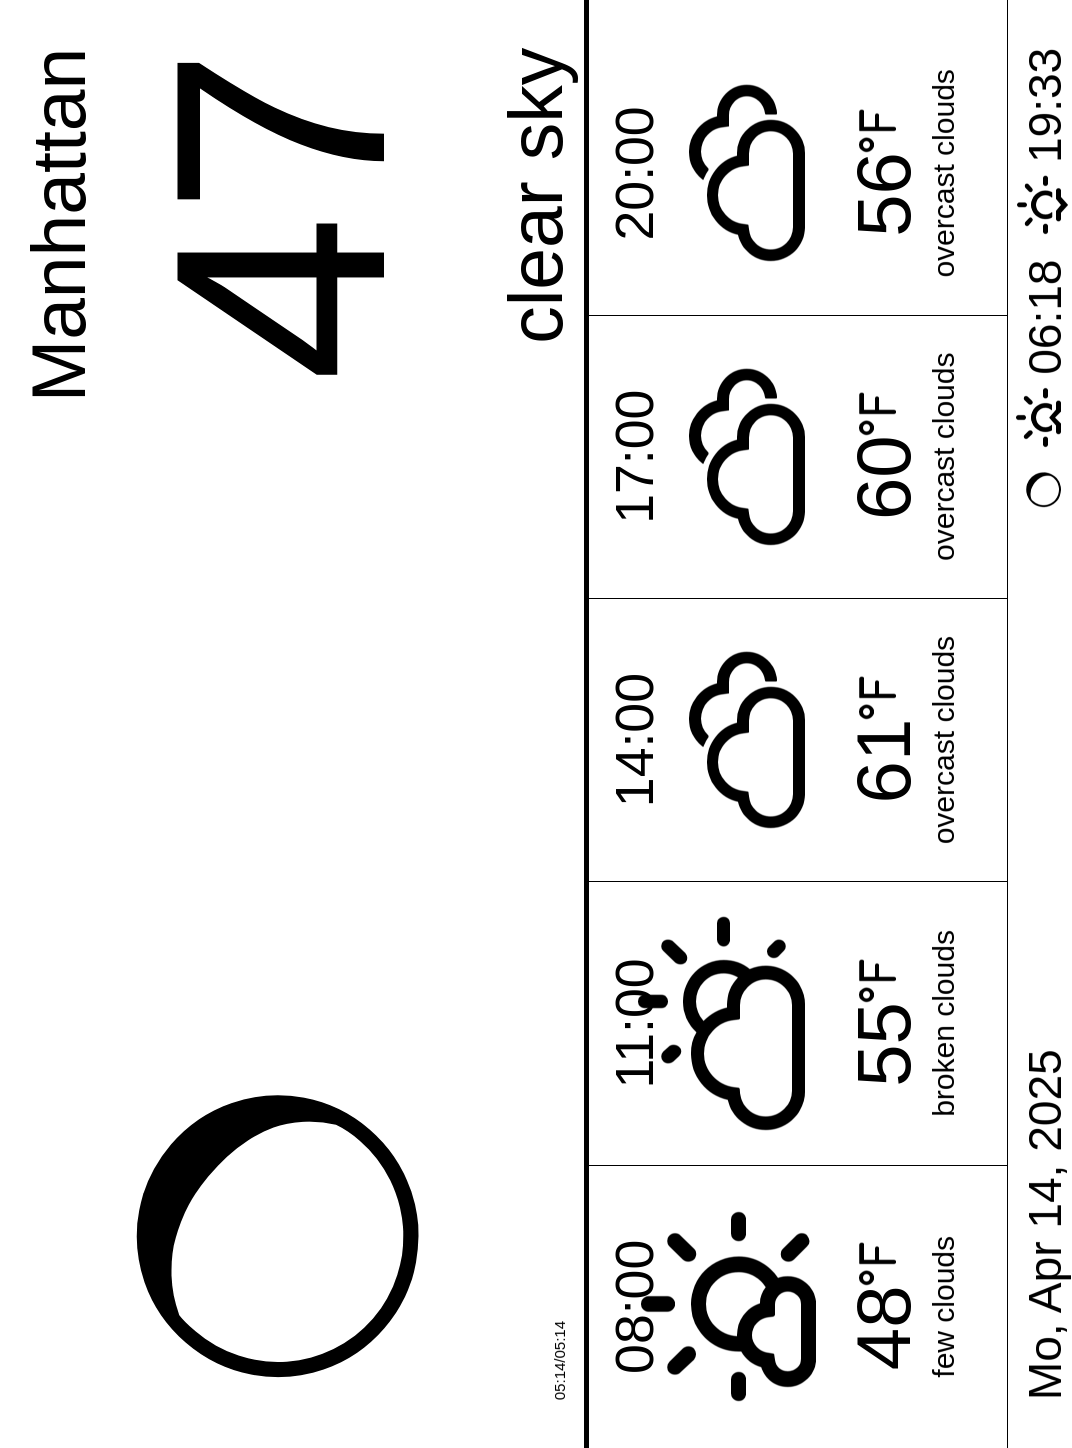 Manhattan
47
clear sky
05:14/05:14
08:00
48°F
few clouds
11:00
55°F
broken clouds
14:00
61°F
overcast clouds
17:00
60°F
overcast clouds
20:00
56°F
overcast clouds
Mo, Apr 14, 2025
06:18 19:33